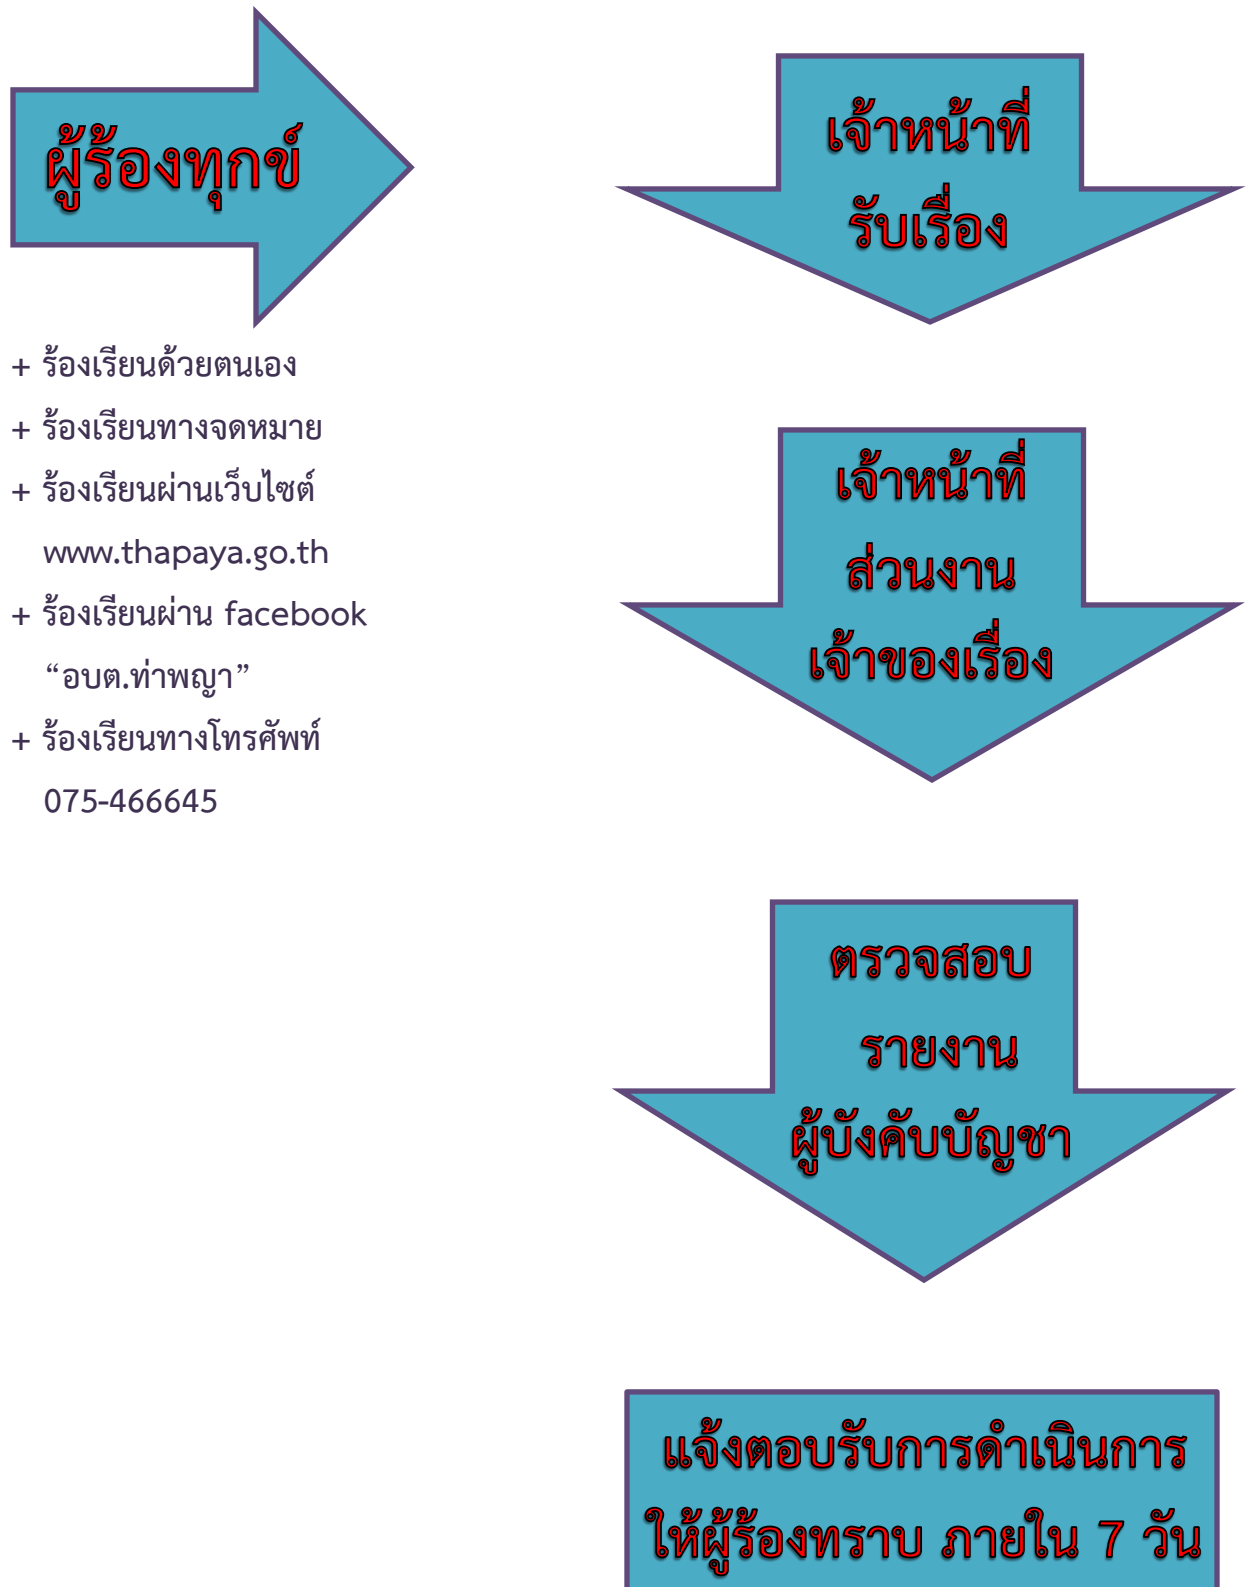 ผู้ร้องทุกข์
+ ร้องเรียนด้วยตนเอง
+ ร้องเรียนทางจดหมาย
+ ร้องเรียนผ่านเว็บไซต์
www.thapaya.go.th
+ ร้องเรียนผ่าน facebook
“อบต.ท่าพญา”
+ ร้องเรียนทางโทรศัพท์
075-466645
เจ้าหน้าที่
รับเรื่อง
เจ้าหน้าที่
ส่วนงาน
เจ้าของเรื่อง
ตรวจสอบ
รายงาน
ผู้บังคับบัญชา
แจ้งตอบรับการดำเนินการ
ให้ผู้ร้องทราบ ภายใน 7 วัน